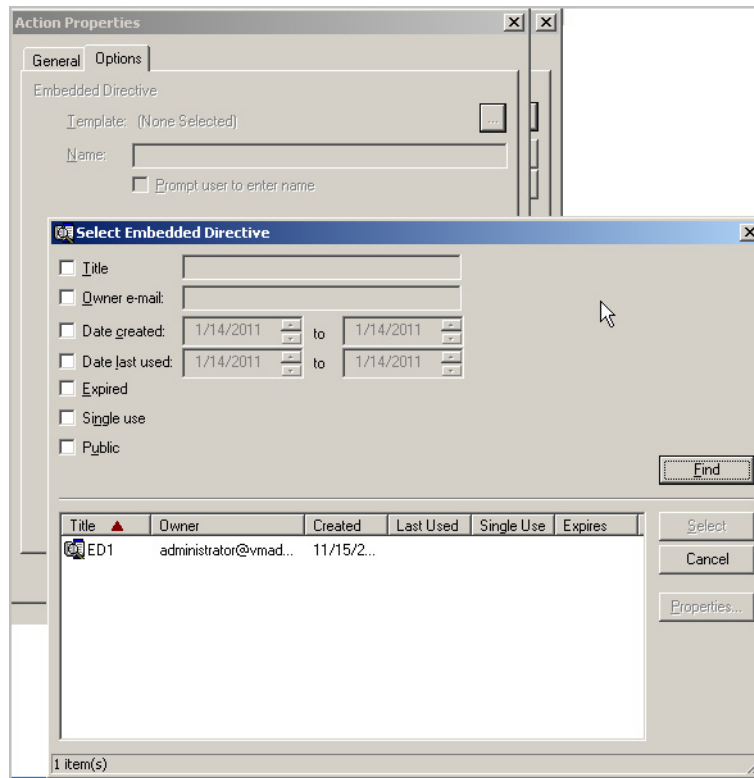 Action Properties
General Options
Embedded Directive
Template: (None Selected) ...
Name:
Prompt user to enter name
Select Embedded Directive
Title
Owner e-mail:
Date created: 1/14/2011 to 1/14/2011
Date last used: 1/14/2011 to 1/14/2011
Expired
Single use
Public
Find
Title Owner Created Last Used Single Use Expires
ED1 administrator@vmad... 11/15/2...
Select
Cancel
Properties...
1 item(s)